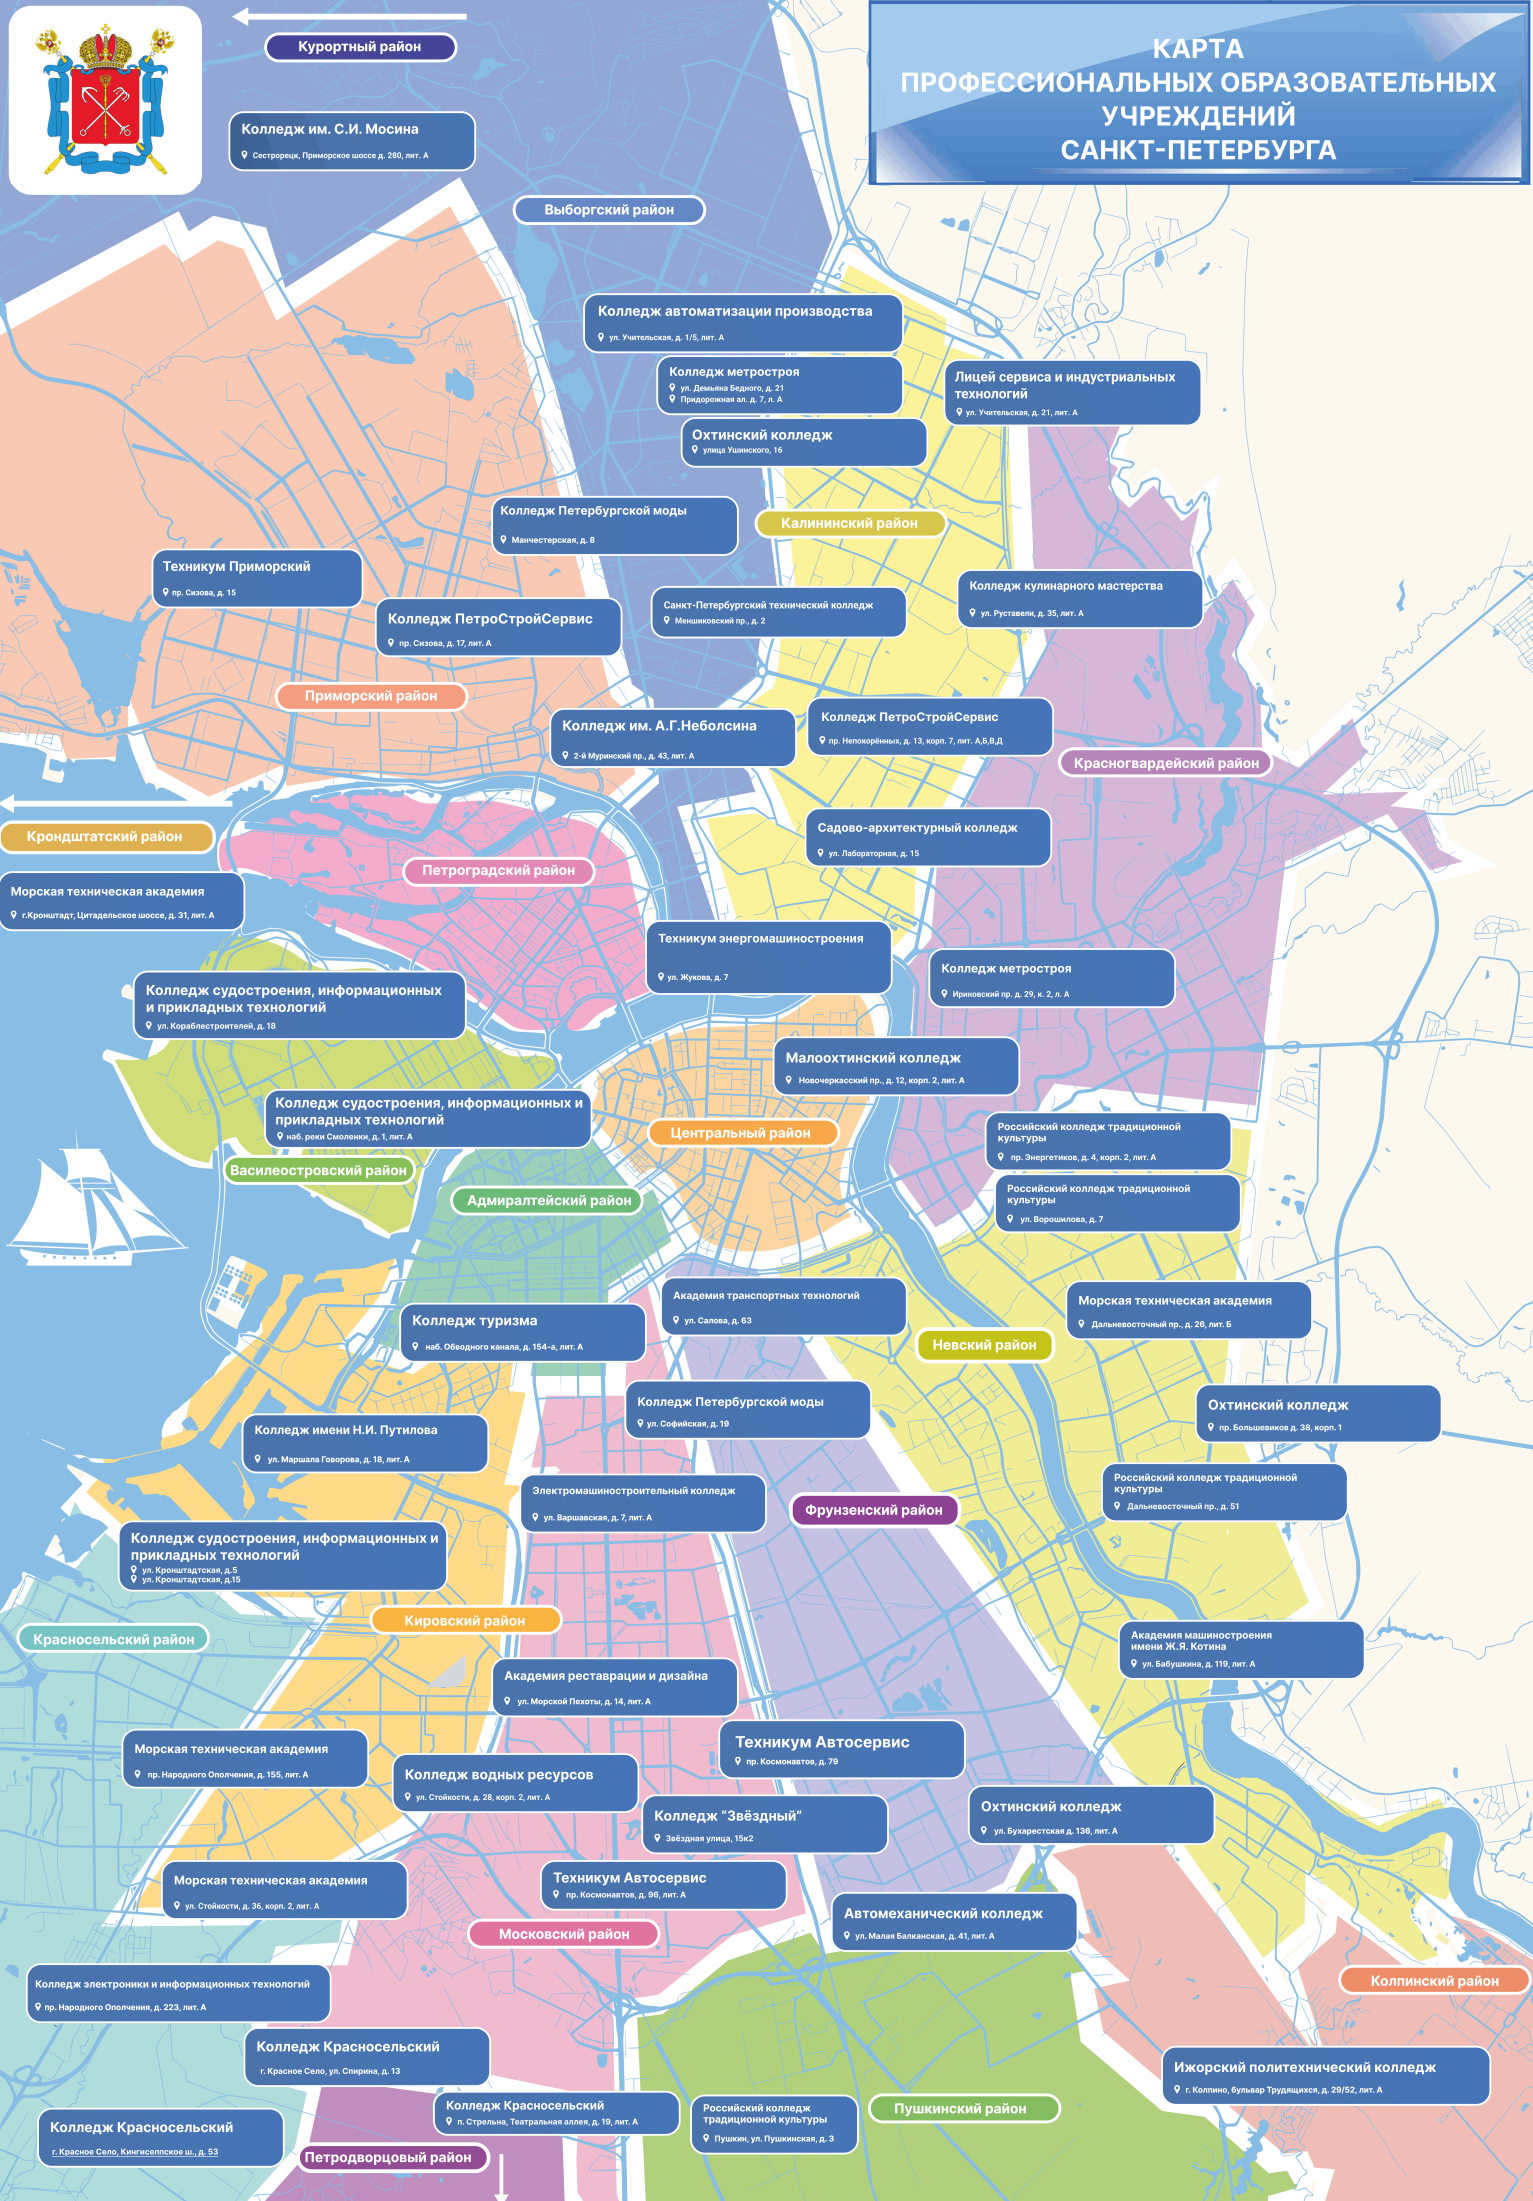 КАРТА
ПРОФЕССИОНАЛЬНЫХ ОБРАЗОВАТЕЛЬНЫХ
УЧРЕЖДЕНИЙ
САНКТ-ПЕТЕРБУРГА
Курортный район
Колледж им. С.И. Мосина
Сестрорецк, Приморское шоссе д. 280, лит. А
Выборгский район
Колледж автоматизации производства
ул. Учительская, д. 1/5, лит. А
Колледж метростроя
ул. Демьяна Бедного, д. 21
Придорожная ал. д. 7, л. А
Лицей сервиса и индустриальных
технологий
ул. Учительская, д. 21, лит. А
Охтинский колледж
улица Ушинского, 16
Колледж Петербургской моды
Манчестерская, д. 8
Калининский район
Техникум Приморский
пр. Сизова, д. 15
Колледж ПетроСтройСервис
пр. Сизова, д. 17, лит. А
Санкт-Петербургский технический колледж
Меншиковский пр., д. 2
Колледж кулинарного мастерства
ул. Руставели, д. 35, лит. А
Приморский район
Колледж им. А.Г.Неболсина
2-й Муринский пр., д. 43, лит. А
Колледж ПетроСтройСервис
пр. Непокорённых, д. 13, корп. 7, лит. А,Б,В,Д
Красногвардейский район
Крондштатский район
Садово-архитектурный колледж
ул. Лабораторная, д. 15
Петроградский район
Морская техническая академия
г.Кронштадт, Цитадельское шоссе, д. 31, лит. А
Техникум энергомашиностроения
ул. Жукова, д. 7
Колледж метростроя
Ириновский пр. д. 29, к. 2, л. А
Колледж судостроения, информационных
и прикладных технологий
ул. Кораблестроителей, д. 18
Малоохтинский колледж
Новочеркасский пр., д. 12, корп. 2, лит. А
Колледж судостроения, информационных и
прикладных технологий
наб. реки Смоленки, д. 1, лит. А
Центральный район
Российский колледж традиционной
культуры
пр. Энергетиков, д. 4, корп. 2, лит. А
Василеостровский район
Адмиралтейский район
Российский колледж традиционной
культуры
ул. Ворошилова, д. 7
Академия транспортных технологий
ул. Салова, д. 63
Морская техническая академия
Дальневосточный пр., д. 26, лит. Б
Колледж туризма
наб. Обводного канала, д. 154-а, лит. А
Невский район
Колледж Петербургской моды
ул. Софийская, д. 19
Охтинский колледж
пр. Большевиков д. 38, корп. 1
Колледж имени Н.И. Путилова
ул. Маршала Говорова, д. 18, лит. А
Электромашиностроительный колледж
ул. Варшавская, д. 7, лит. А
Фрунзенский район
Российский колледж традиционной
культуры
Дальневосточный пр., д. 51
Колледж судостроения, информационных и
прикладных технологий
ул. Кронштадтская, д.5
ул. Кронштадтская, д.15
Кировский район
Красносельский район
Академия машиностроения
имени Ж.Я. Котина
ул. Бабушкина, д. 119, лит. А
Академия реставрации и дизайна
ул. Морской Пехоты, д. 14, лит. А
Морская техническая академия
пр. Народного Ополчения, д. 155, лит. А
Техникум Автосервис
пр. Космонавтов, д. 79
Колледж водных ресурсов
ул. Стойкости, д. 28, корп. 2, лит. А
Колледж “Звёздный”
Звёздная улица, 15к2
Охтинский колледж
ул. Бухарестская д. 136, лит. А
Морская техническая академия
ул. Стойкости, д. 36, корп. 2, лит. А
Техникум Автосервис
пр. Космонавтов, д. 96, лит. А
Автомеханический колледж
ул. Малая Балканская, д. 41, лит. А
Московский район
Колпинский район
Колледж электроники и информационных технологий
пр. Народного Ополчения, д. 223, лит. А
Колледж Красносельский
г. Красное Село, ул. Спирина, д. 13
Ижорский политехнический колледж
г. Колпино, бульвар Трудящихся, д. 29/52, лит. А
Колледж Красносельский
п. Стрельна, Театральная аллея, д. 19, лит. А
Российский колледж
традиционной культуры
Пушкин, ул. Пушкинская, д. 3
Пушкинский район
Колледж Красносельский
г. Красное Село, Кингисеппское ш., д. 53
Петродворцовый район